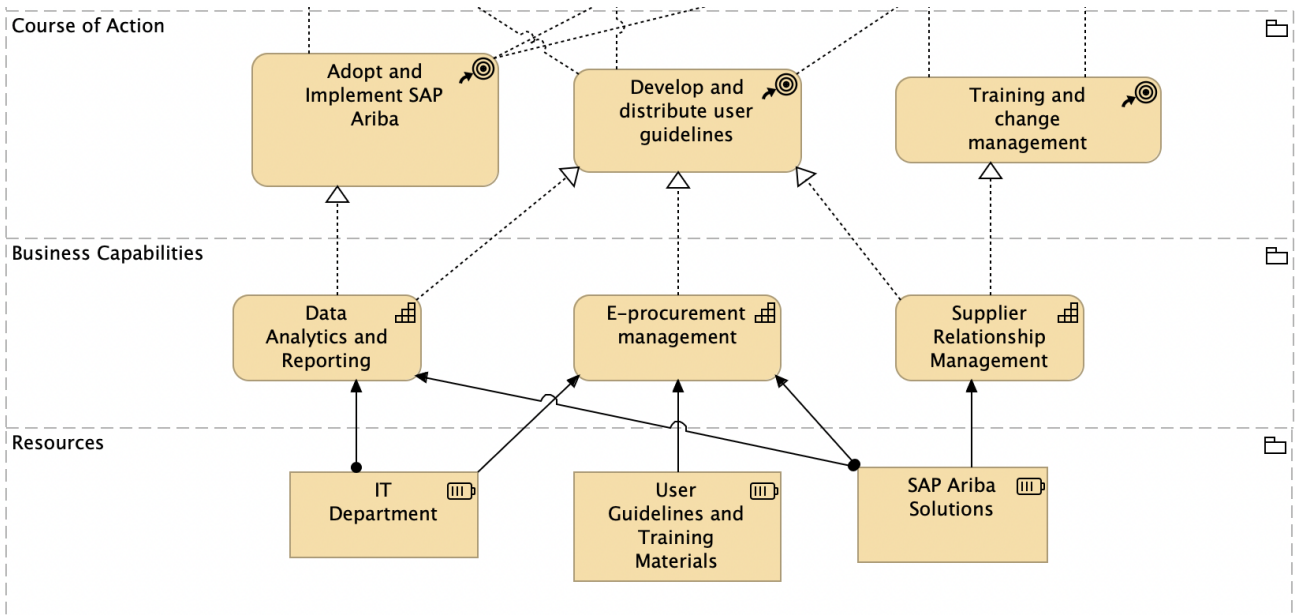 Course of Action
Adopt and
Implement SAP
Ariba
Develop and
distribute user
guidelines
Training and
change
management
Business Capabilities
Data
Analytics and
Reporting
E-procurement
management
Supplier
Relationship
Management
Resources
IT
Department
User
Guidelines and
Training
Materials
SAP Ariba
Solutions